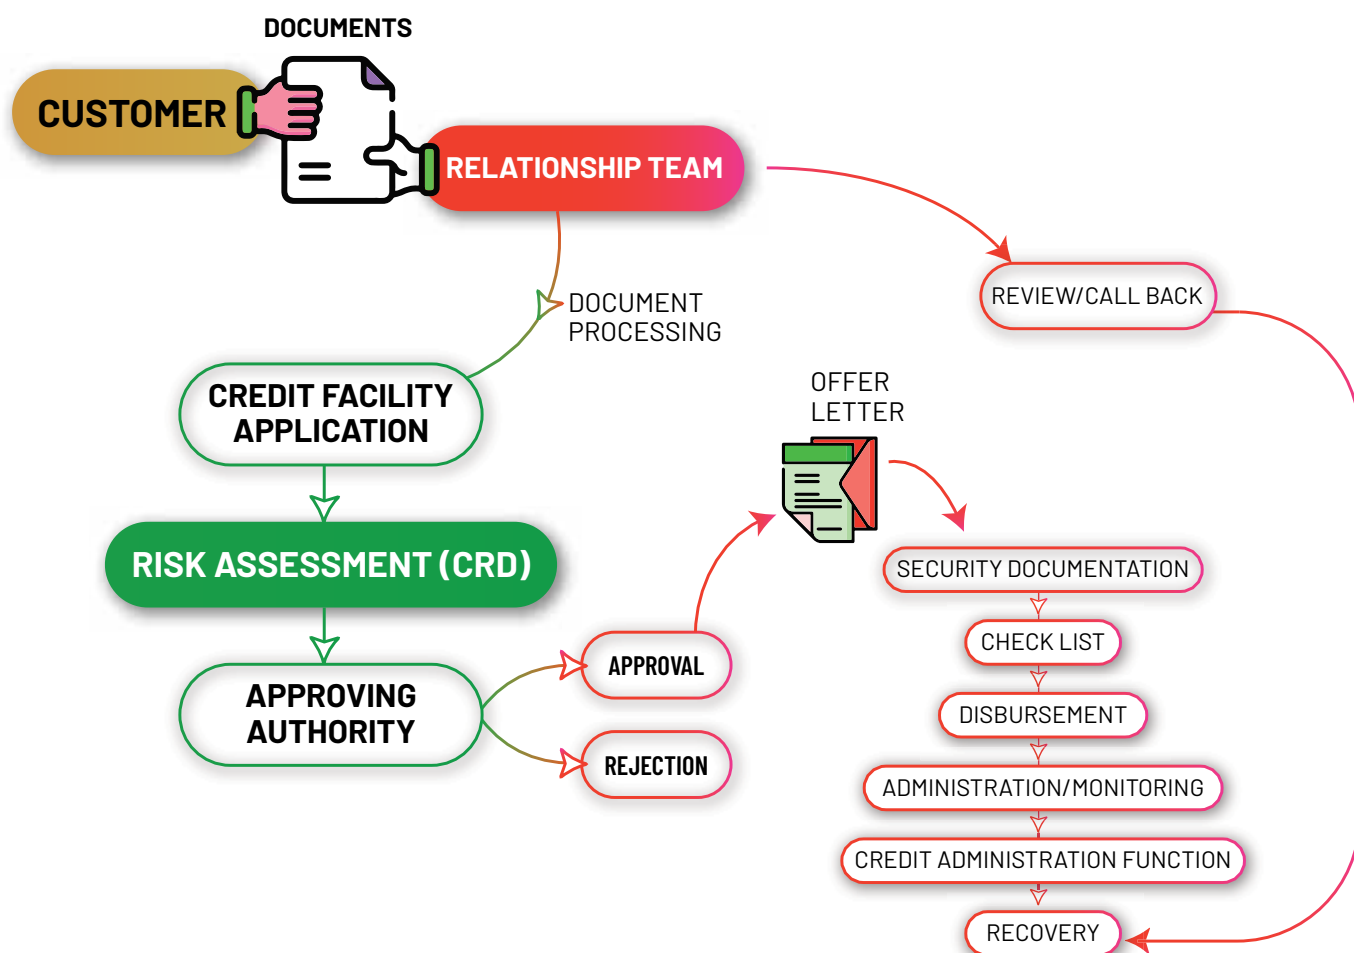 DOCUMENTS
CUSTOMER
RELATIONSHIP TEAM
REVIEW/CALL BACK
DOCUMENT
PROCESSING
CREDIT FACILITY
APPLICATION
OFFER
LETTER
RISK ASSESSMENT (CRD)
SECURITY DOCUMENTATION
CHECK LIST
APPROVAL
APPROVING
AUTHORITY
DISBURSEMENT
REJECTION
ADMINISTRATION/MONITORING
CREDIT ADMINISTRATION FUNCTION
RECOVERY